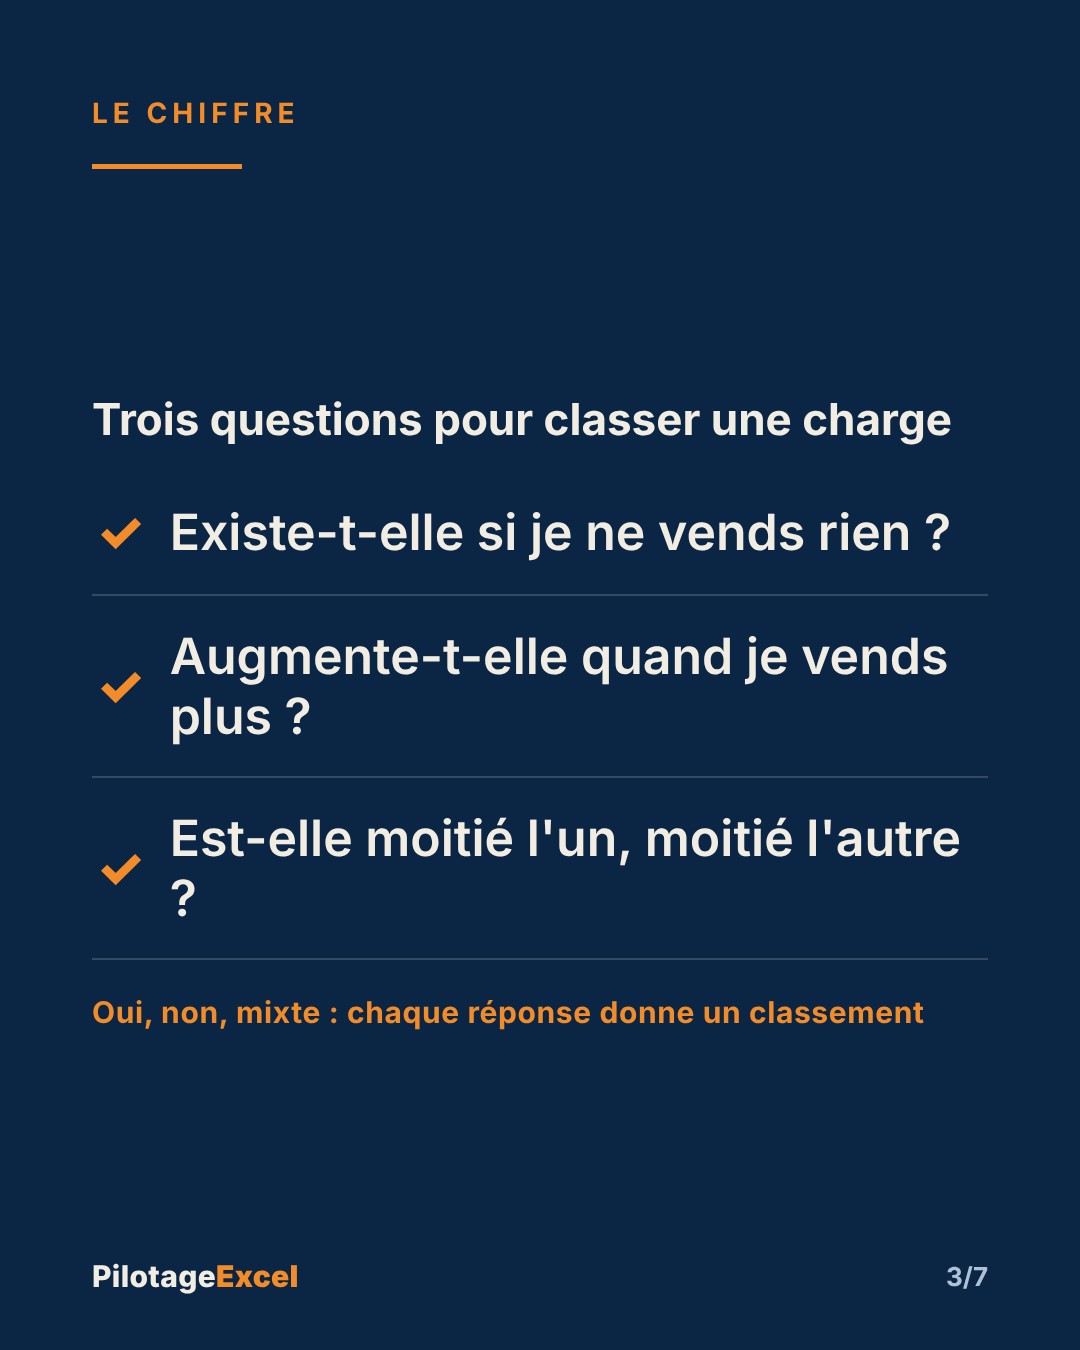 LE CHIFFRE
Trois questions pour classer une charge
Existe-t-elle si je ne vends rien ?
Augmente-t-elle quand je vends
plus ?
Est-elle moitié l'un, moitié l'autre
?
Oui, non, mixte : chaque réponse donne un classement
PilotageExcel
3/7